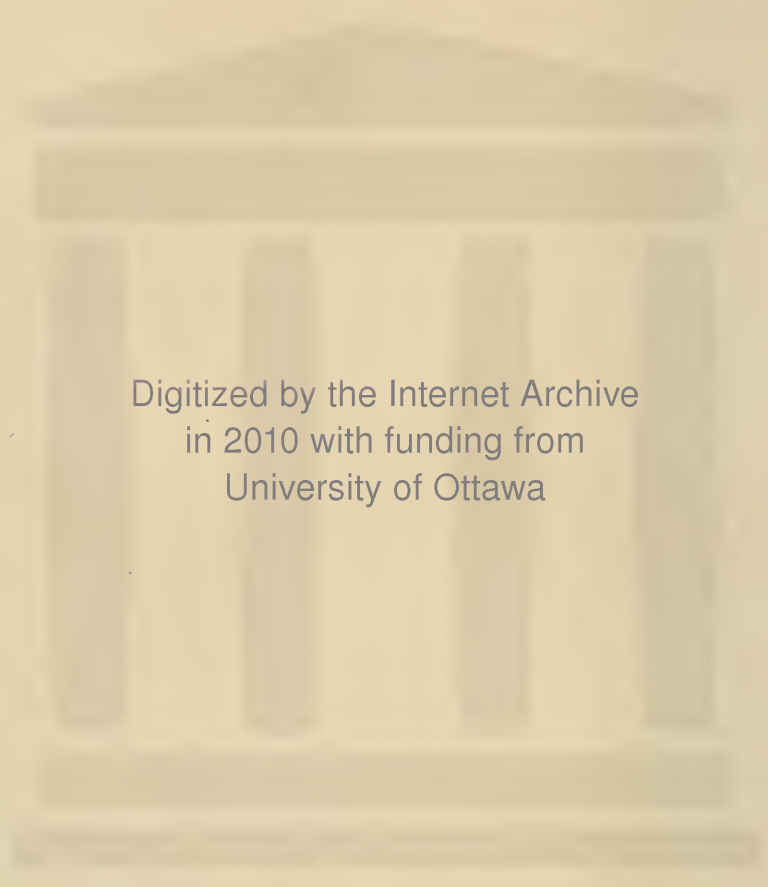 Digitized by the Internet Archive
in 2010 with funding from
University of Ottawa